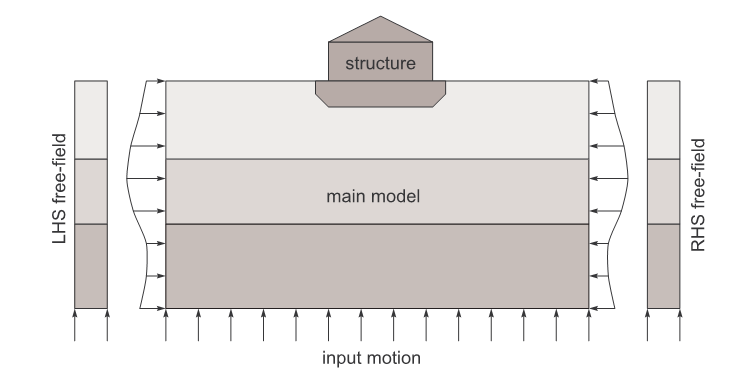 structure
LHS free-field
main model
RHS free-field
input motion